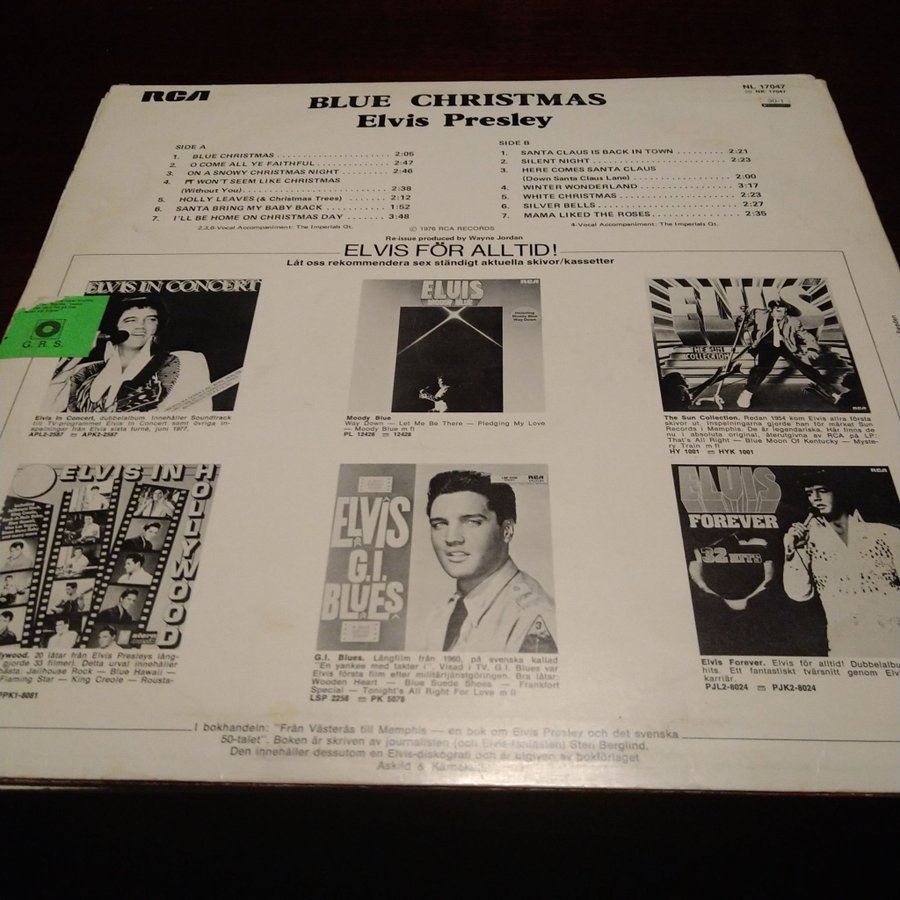 RCA
BLUE CHRISTMAS
Elvis Presley
NL 17047
NK 17047
30-1
SIDE A
1. BLUE CHRISTMAS 2:05
2. O COME ALL YE FAITHFUL 2:47
3. ON A SNOWY CHRISTMAS NIGHT 2:46
4. IT WON'T SEEM LIKE CHRISTMAS
(Without You) 2:38
5. HOLLY LEAVES (& Christmas Trees) 2:12
6. SANTA BRING MY BABY BACK 1:52
7. I'LL BE HOME ON CHRISTMAS DAY 3:48
2,3,6-Vocal Accompaniment: The Imperials Qt.
SIDE B
1. SANTA CLAUS IS BACK IN TOWN 2:21
2. SILENT NIGHT 2:23
3. HERE COMES SANTA CLAUS
(Down Santa Claus Lane) 2:00
4. WINTER WONDERLAND 3:17
5. WHITE CHRISTMAS 2:23
6. SILVER BELLS 2:27
7. MAMA LIKED THE ROSES 2:35
4-Vocal Accompaniment: The Imperials Qt.
© 1976 RCA RECORDS
Re-issue produced by Wayne Jordan
ELVIS FÖR ALLTID!
Låt oss rekommendera sex ständigt aktuella skivor/kassetter
G. R. S.
ELVIS IN CONCERT
Elvis In Concert, dubbelalbum. Innehåller Soundtrack
till TV-programmet Elvis In Concert samt övriga in-
spelningar från Elvis sista turné, juni 1977.
APL2-2587 APK2-2587
ELVIS
MOODY BLUE
Including
Moody Blue
Way Down
RCA
Moody Blue
Way Down — Let Me Be There — Pledging My Love
— Moody Blue m fl
PL 12428 12428
ELVIS
THE SUN
COLLECTION
RCA
The Sun Collection. Redan 1954 kom Elvis allra första
skivor ut. Inspelningarna gjorde han för märket Sun
Records i Memphis. De är legendariska. Här finns de
nu i absoluta original, återutgivna av RCA på LP:
That's All Right — Blue Moon Of Kentucky — Myste-
ry Train m fl
HY 1001 HYK 1001
ELVIS IN HOLLYWOOD
lywood. 20 låtar från Elvis Presleys lång-
gjorde 33 filmer). Detta urval innehåller
bästa: Jailhouse Rock — Blue Hawaii —
Flaming Star — King Creole — Rousta-
PPK1-8081
ELVIS
G.I.
BLUES
RCA
G.I. Blues. Långfilm från 1960, på svenska kallad
"En yankee med takter i". Visad i TV. G.I. Blues var
Elvis första film efter militärtjänstgöringen. Bra låtar:
Wooden Heart — Blue Suede Shoes — Frankfort
Special — Tonight's All Right For Love m fl
LSP 2256 PK 5078
ELVIS
FOREVER
32 HITS
RCA
Elvis Forever. Elvis för alltid! Dubbelalbu
hits. Ett fantastiskt tvärsnitt genom Elvi
karriär.
PJL2-8024 PJK2-8024
I bokhandeln: "Från Västerås till Memphis — en bok om Elvis Presley och det svenska
50-talet". Boken är skriven av journalisten (och Elvis-fantasten) Sten Berglind.
Den innehåller dessutom en Elvis-diskografi och är utgiven av bokförlaget
Askild &